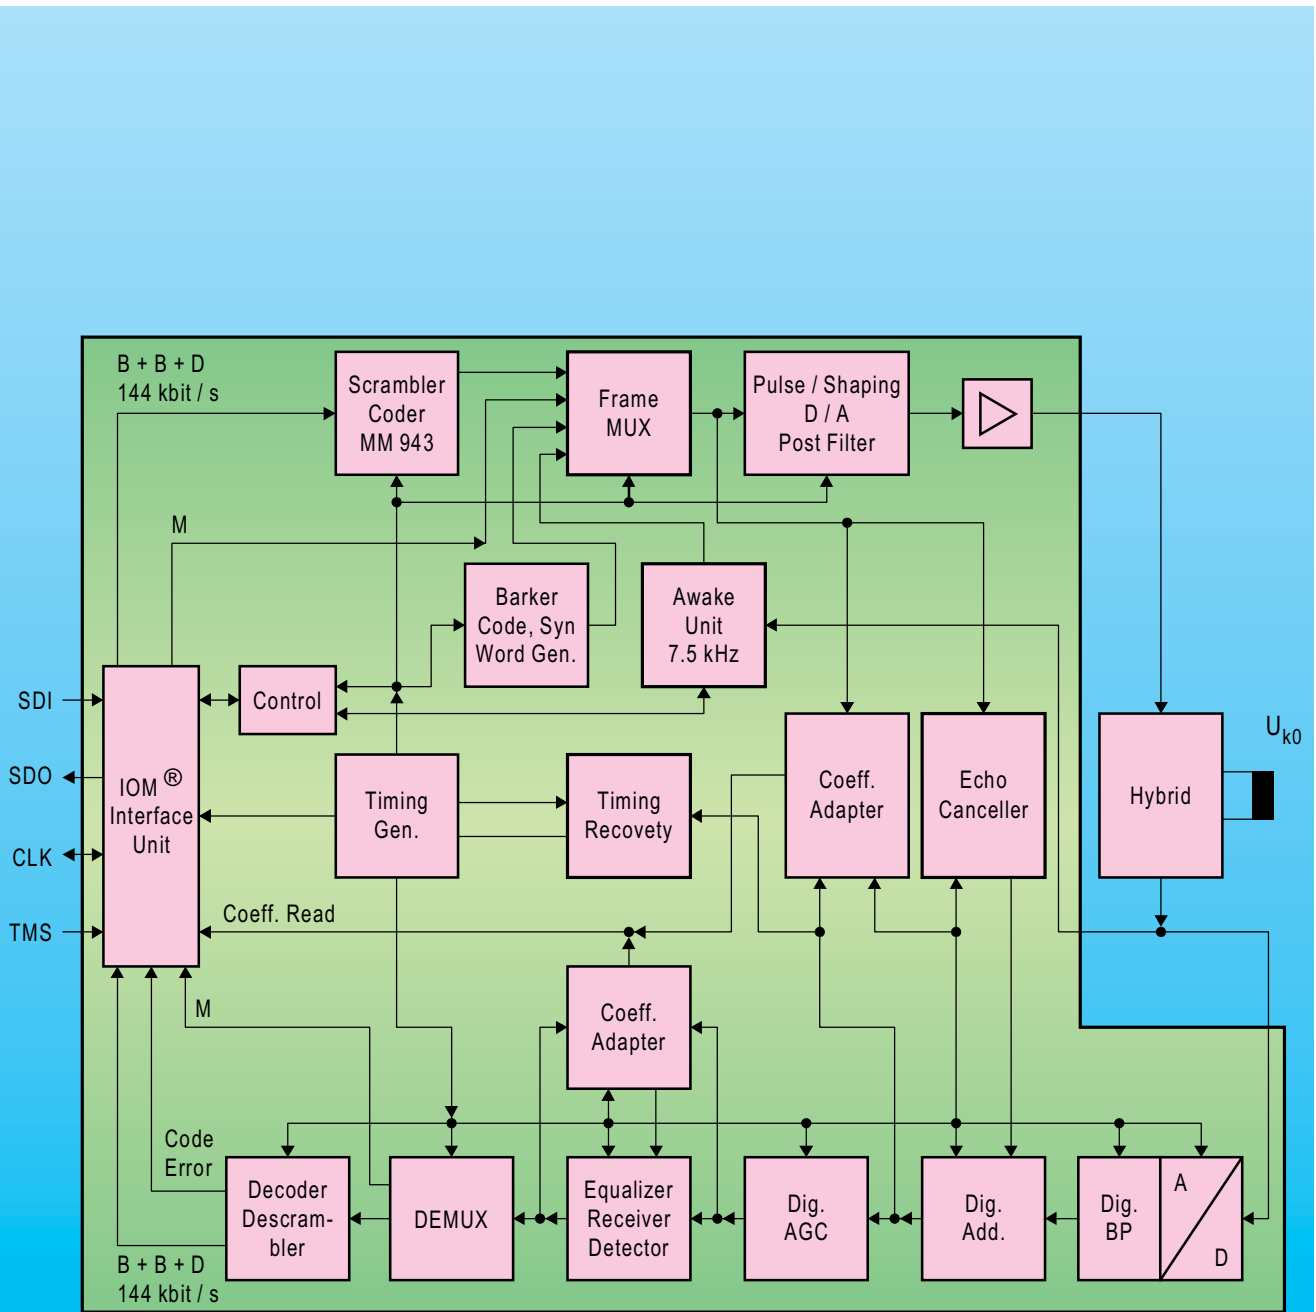 B + B + D
144 kbit / s
Scrambler
Coder
MM 943
Frame
MUX
Pulse / Shaping
D / A
Post Filter
M
Barker
Code, Syn
Word Gen.
Awake
Unit
7.5 kHz
SDI
SDO
CLK
TMS
IOM ®
Interface
Unit
Control
Timing
Gen.
Timing
Recovety
Coeff.
Adapter
Echo
Canceller
Hybrid
Uk0
Coeff. Read
M
Coeff.
Adapter
Code
Error
Decoder
Descram-
bler
DEMUX
Equalizer
Receiver
Detector
Dig.
AGC
Dig.
Add.
Dig.
BP
A
D
B + B + D
144 kbit / s